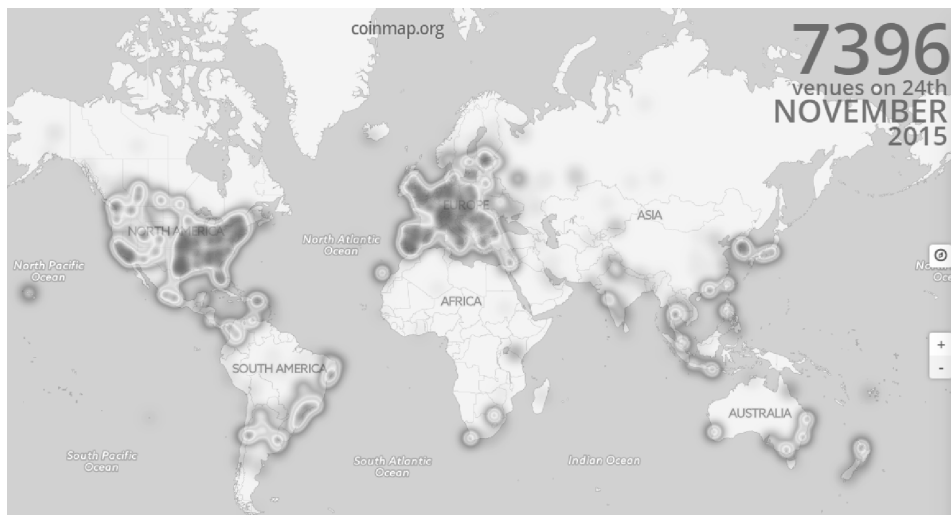 coinmap.org
7396
venues on 24th
NOVEMBER
2015
EUROPE
ASIA
NORTH AMERICA
North Atlantic
Ocean
North Pacific
Ocean
AFRICA
SOUTH AMERICA
AUSTRALIA
South Pacific
Ocean
South Atlantic
Ocean
Indian Ocean
+
-